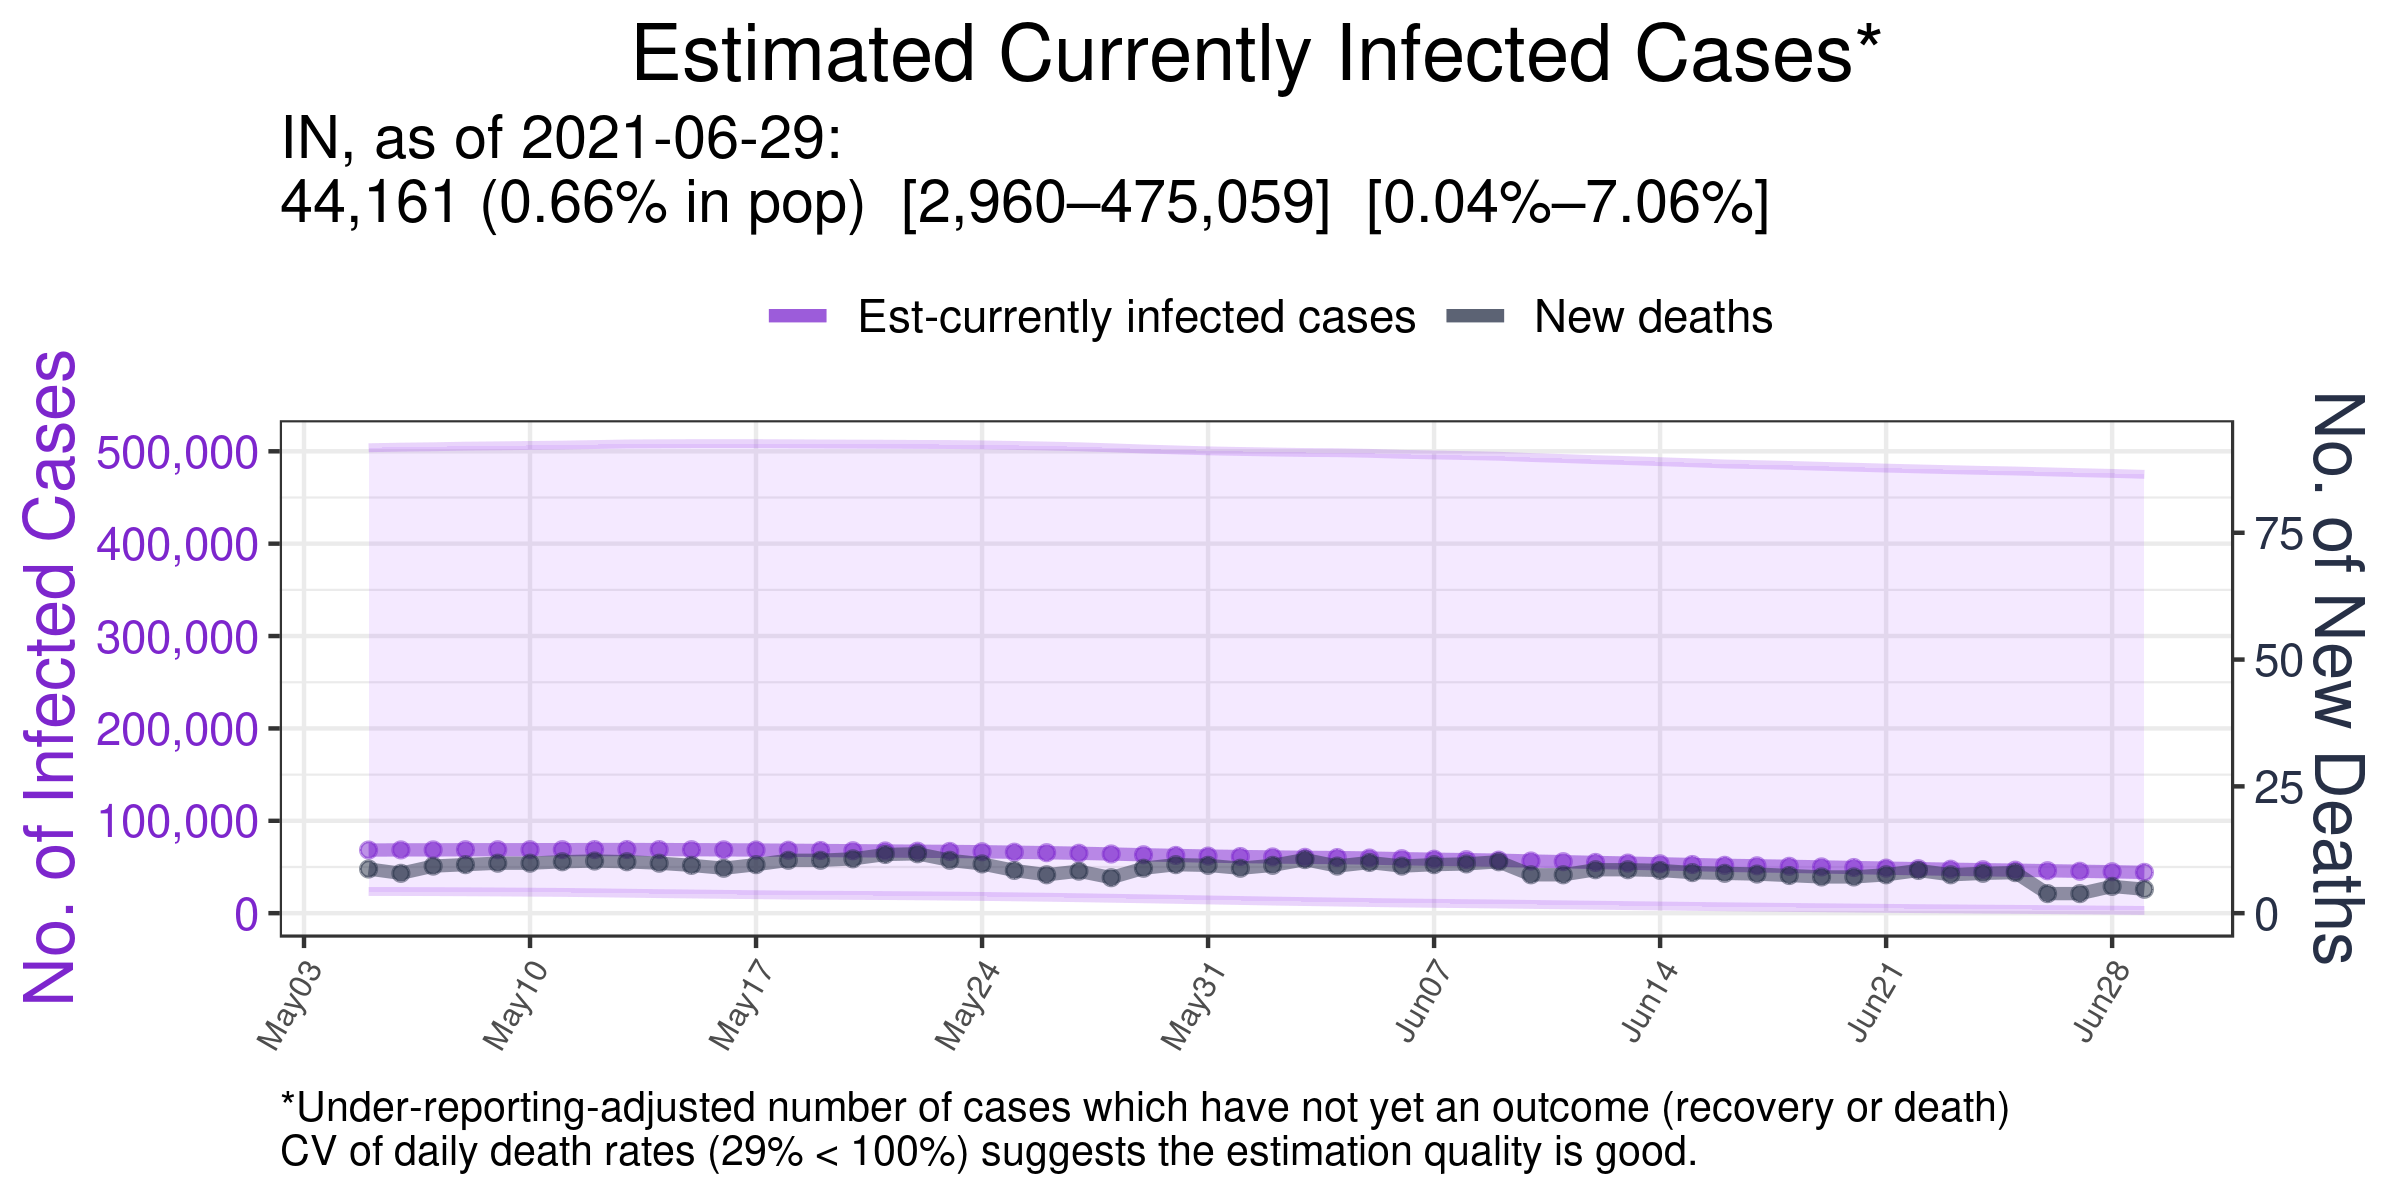 Estimated Currently Infected Cases*
IN, as of 2021-06-29:
44,161 (0.66% in pop)  [2,960–475,059]  [0.04%–7.06%]
Est-currently infected cases
New deaths
No. of Infected Cases
500,000
400,000
300,000
200,000
100,000
0
No. of New Deaths
75
50
25
0
May03
May10
May17
May24
May31
Jun07
Jun14
Jun21
Jun28
*Under-reporting-adjusted number of cases which have not yet an outcome (recovery or death)
CV of daily death rates (29% < 100%) suggests the estimation quality is good.